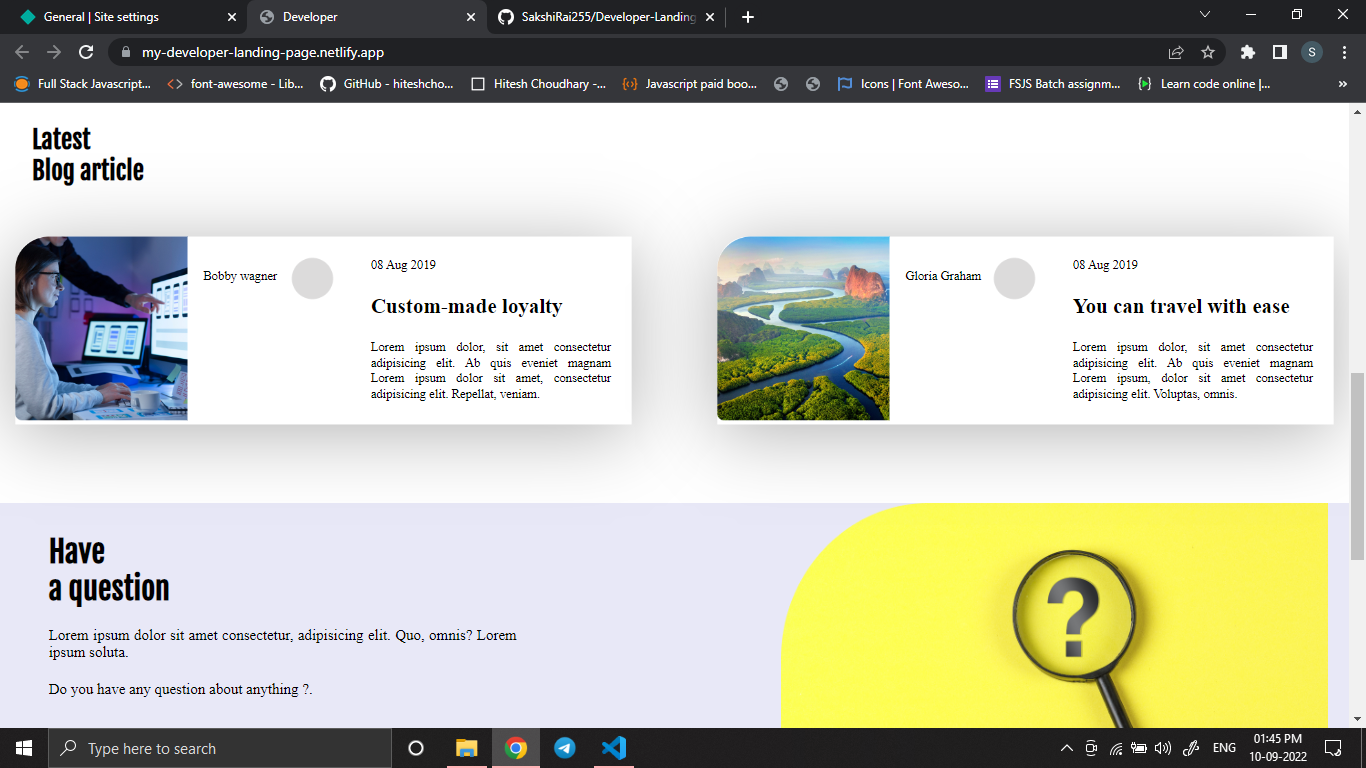 General | Site settings
Developer
SakshiRai255/Developer-Landing
my-developer-landing-page.netlify.app
S
Full Stack Javascript...
font-awesome - Lib...
GitHub - hiteshcho...
Hitesh Choudhary -...
Javascript paid boo...
Icons | Font Aweso...
FSJS Batch assignm...
Learn code online |...
»
Latest
Blog article
Bobby wagner
08 Aug 2019
Custom-made loyalty
Lorem ipsum dolor, sit amet consectetur
adipisicing elit. Ab quis eveniet magnam
Lorem ipsum dolor sit amet, consectetur
adipisicing elit. Repellat, veniam.
Gloria Graham
08 Aug 2019
You can travel with ease
Lorem ipsum dolor, sit amet consectetur
adipisicing elit. Ab quis eveniet magnam
Lorem ipsum, dolor sit amet consectetur
adipisicing elit. Voluptas, omnis.
Have
a question
Lorem ipsum dolor sit amet consectetur, adipisicing elit. Quo, omnis? Lorem
ipsum soluta.
Do you have any question about anything ?.
?
Type here to search
ENG
01:45 PM
10-09-2022